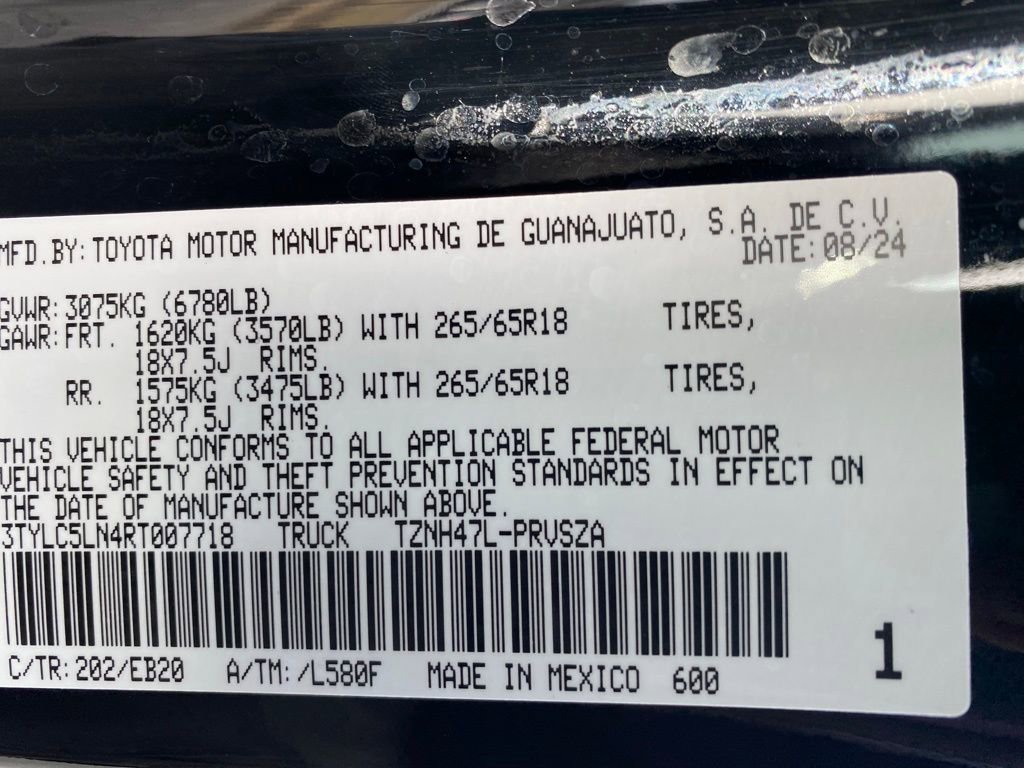 MFD.BY: TOYOTA MOTOR MANUFACTURING DE GUANAJUATO, S.A. DE C.V.
DATE: 08/24
GVWR: 3075KG (6780LB)
GAWR: FRT. 1620KG (3570LB) WITH 265/65R18 TIRES,
18X7.5J RIMS.
RR. 1575KG (3475LB) WITH 265/65R18 TIRES,
18X7.5J RIMS.
THIS VEHICLE CONFORMS TO ALL APPLICABLE FEDERAL MOTOR
VEHICLE SAFETY AND THEFT PREVENTION STANDARDS IN EFFECT ON
THE DATE OF MANUFACTURE SHOWN ABOVE.
3TYLC5LN4RT007718 TRUCK TZNH47L-PRVSZA
C/TR: 202/EB20 A/TM: /L580F MADE IN MEXICO 600 1